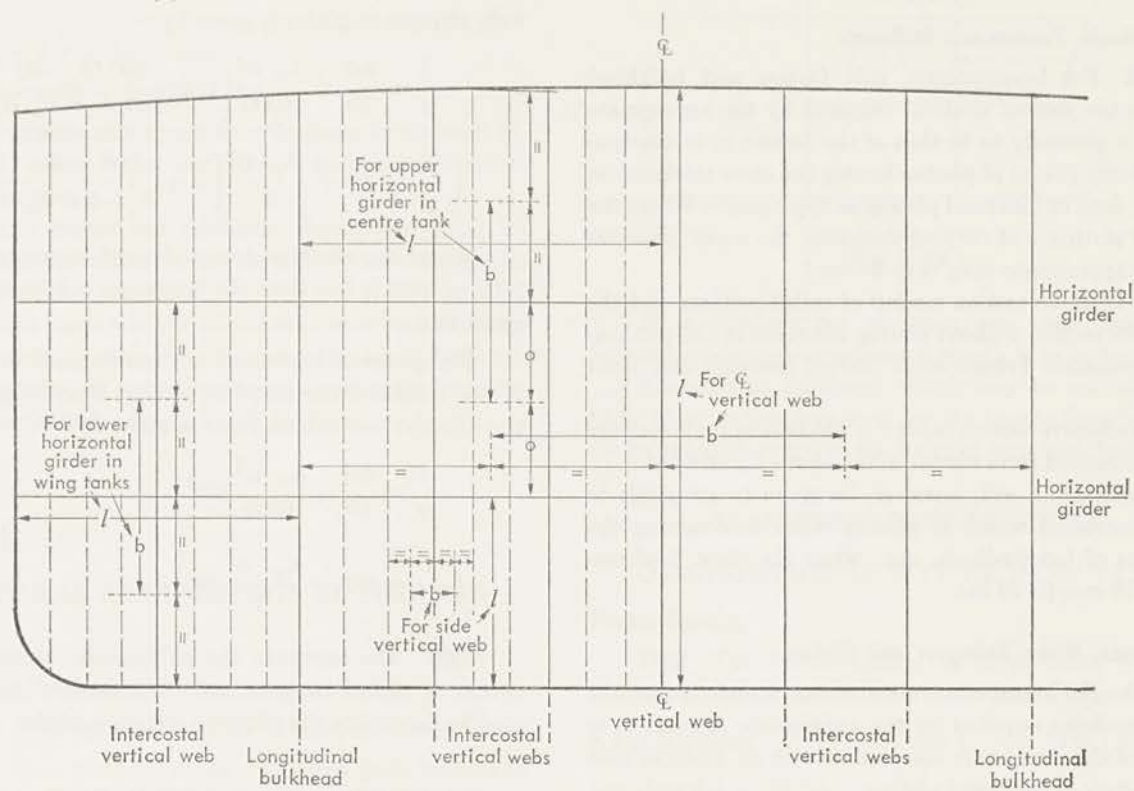 ℄
For upper
horizontal
girder in
centre tank
l
b
=
=
Horizontal
girder
=
o
l
For ℄
vertical web
b
For lower
horizontal
girder in
wing tanks
=
=
o
=
=
=
=
Horizontal
girder
l
b
=
= = = =
b
l
For side
vertical web
=
℄
vertical web
Intercostal
vertical web
Longitudinal
bulkhead
Intercostal
vertical webs
Intercostal
vertical webs
Longitudinal
bulkhead